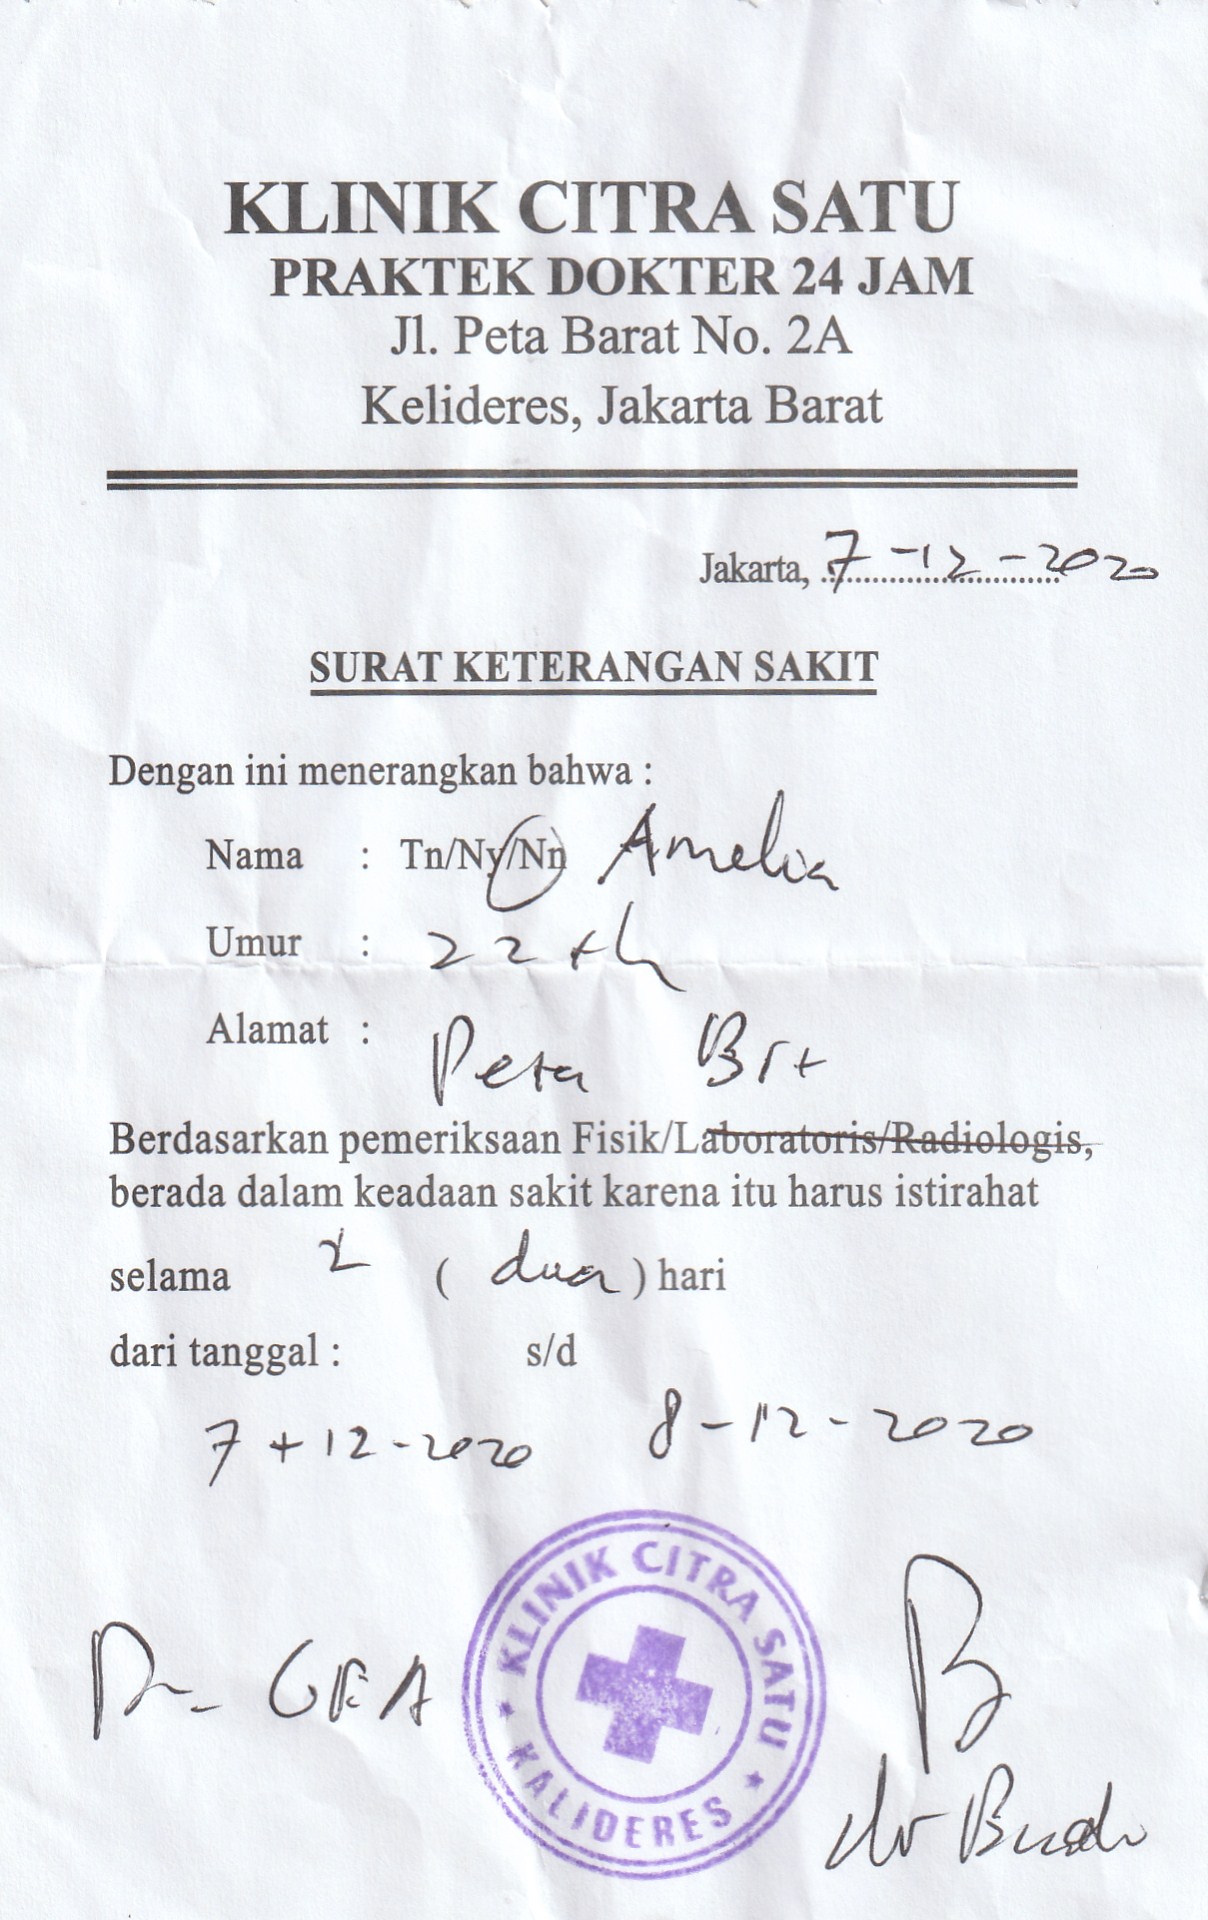 KLINIK CITRA SATU
PRAKTEK DOKTER 24 JAM
Jl. Peta Barat No. 2A
Kelideres, Jakarta Barat
Jakarta, 7-12-2020
SURAT KETERANGAN SAKIT
Dengan ini menerangkan bahwa :
Nama : Tn/Ny/Nn Amelia
Umur : 22 th
Alamat : Peta Brt
Berdasarkan pemeriksaan Fisik/Laboratoris/Radiologis,
berada dalam keadaan sakit karena itu harus istirahat
selama 2 ( dua ) hari
dari tanggal : s/d
7-12-2020 8-12-2020
KLINIK CITRA SATU
KALIDERES
dr